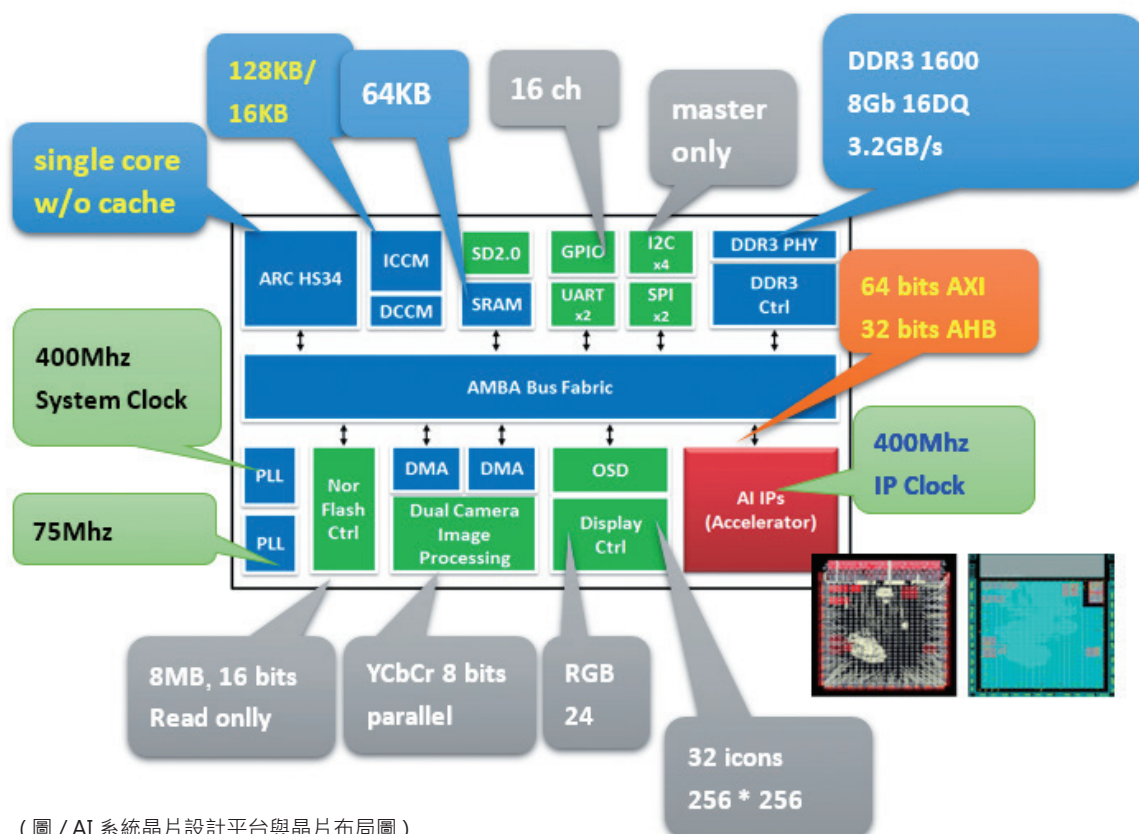 128KB/
16KB
64KB
16 ch
master
only
DDR3 1600
8Gb 16DQ
3.2GB/s
single core
w/o cache
ARC HS34
ICCM
DCCM
SD2.0
SRAM
GPIO
UART
x2
I2C
x4
SPI
x2
DDR3 PHY
DDR3
Ctrl
64 bits AXI
32 bits AHB
400Mhz
System Clock
AMBA Bus Fabric
400Mhz
IP Clock
75Mhz
PLL
PLL
Nor
Flash
Ctrl
DMA
DMA
Dual Camera
Image
Processing
OSD
Display
Ctrl
AI IPs
(Accelerator)
8MB, 16 bits
Read onlly
YCbCr 8 bits
parallel
RGB
24
32 icons
256 * 256
( 圖 / AI 系統晶片設計平台與晶片布局圖 )